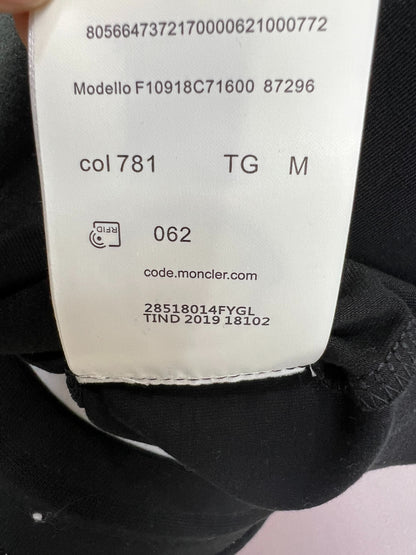 8056647372170000621000772
Modello F10918C71600 87296
col 781 TG M
RFID 062
code.moncler.com
28518014FYGL
TIND 2019 18102